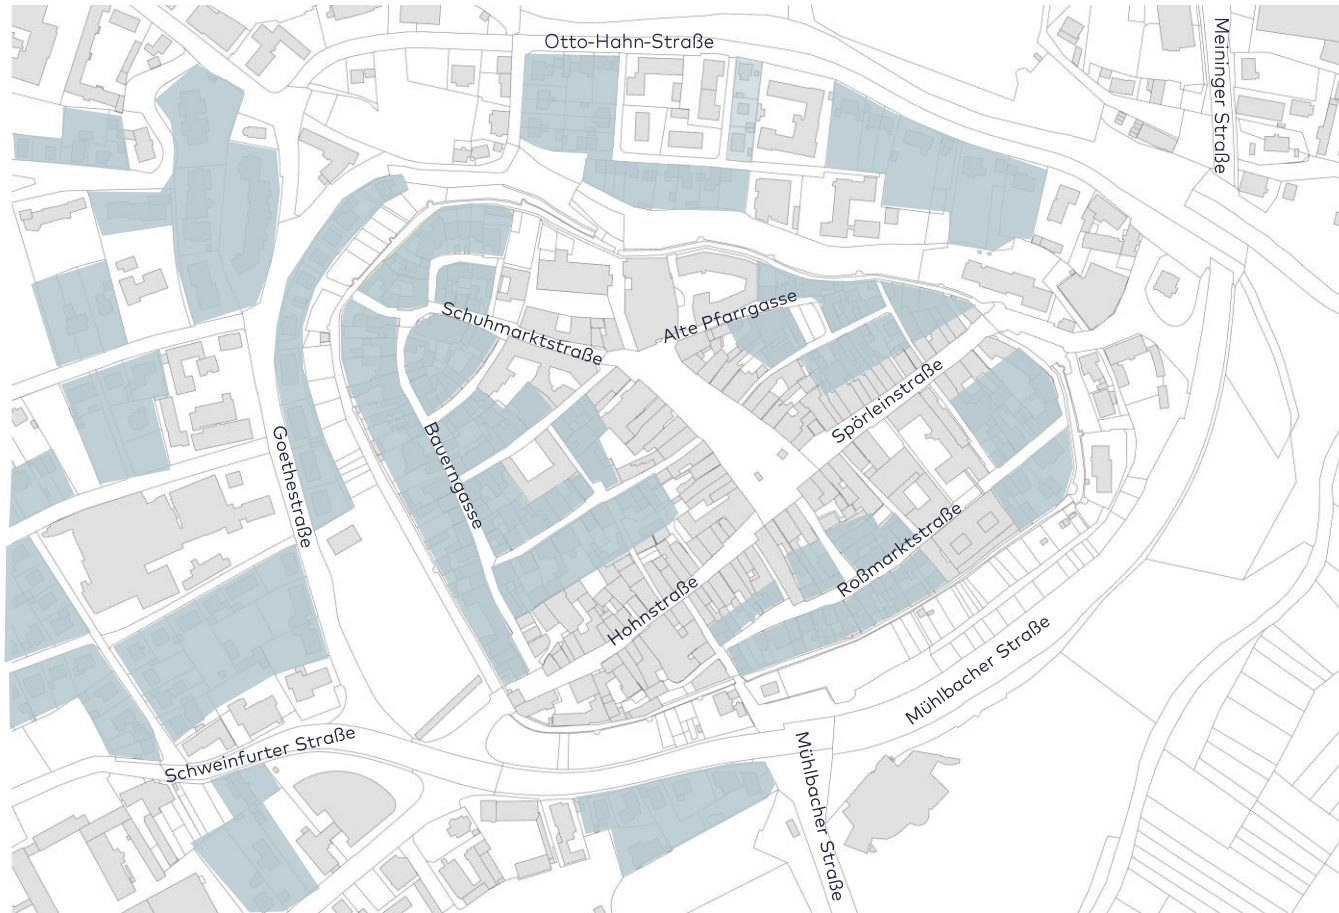 Otto-Hahn-Straße
Meininger Straße
Alte Pfarrgasse
Schuhmarktstraße
Spörleinstraße
Bauerngasse
Goethestraße
Roßmarktstraße
Hohnstraße
Mühlbacher Straße
Schweinfurter Straße
Mühlbacher Straße